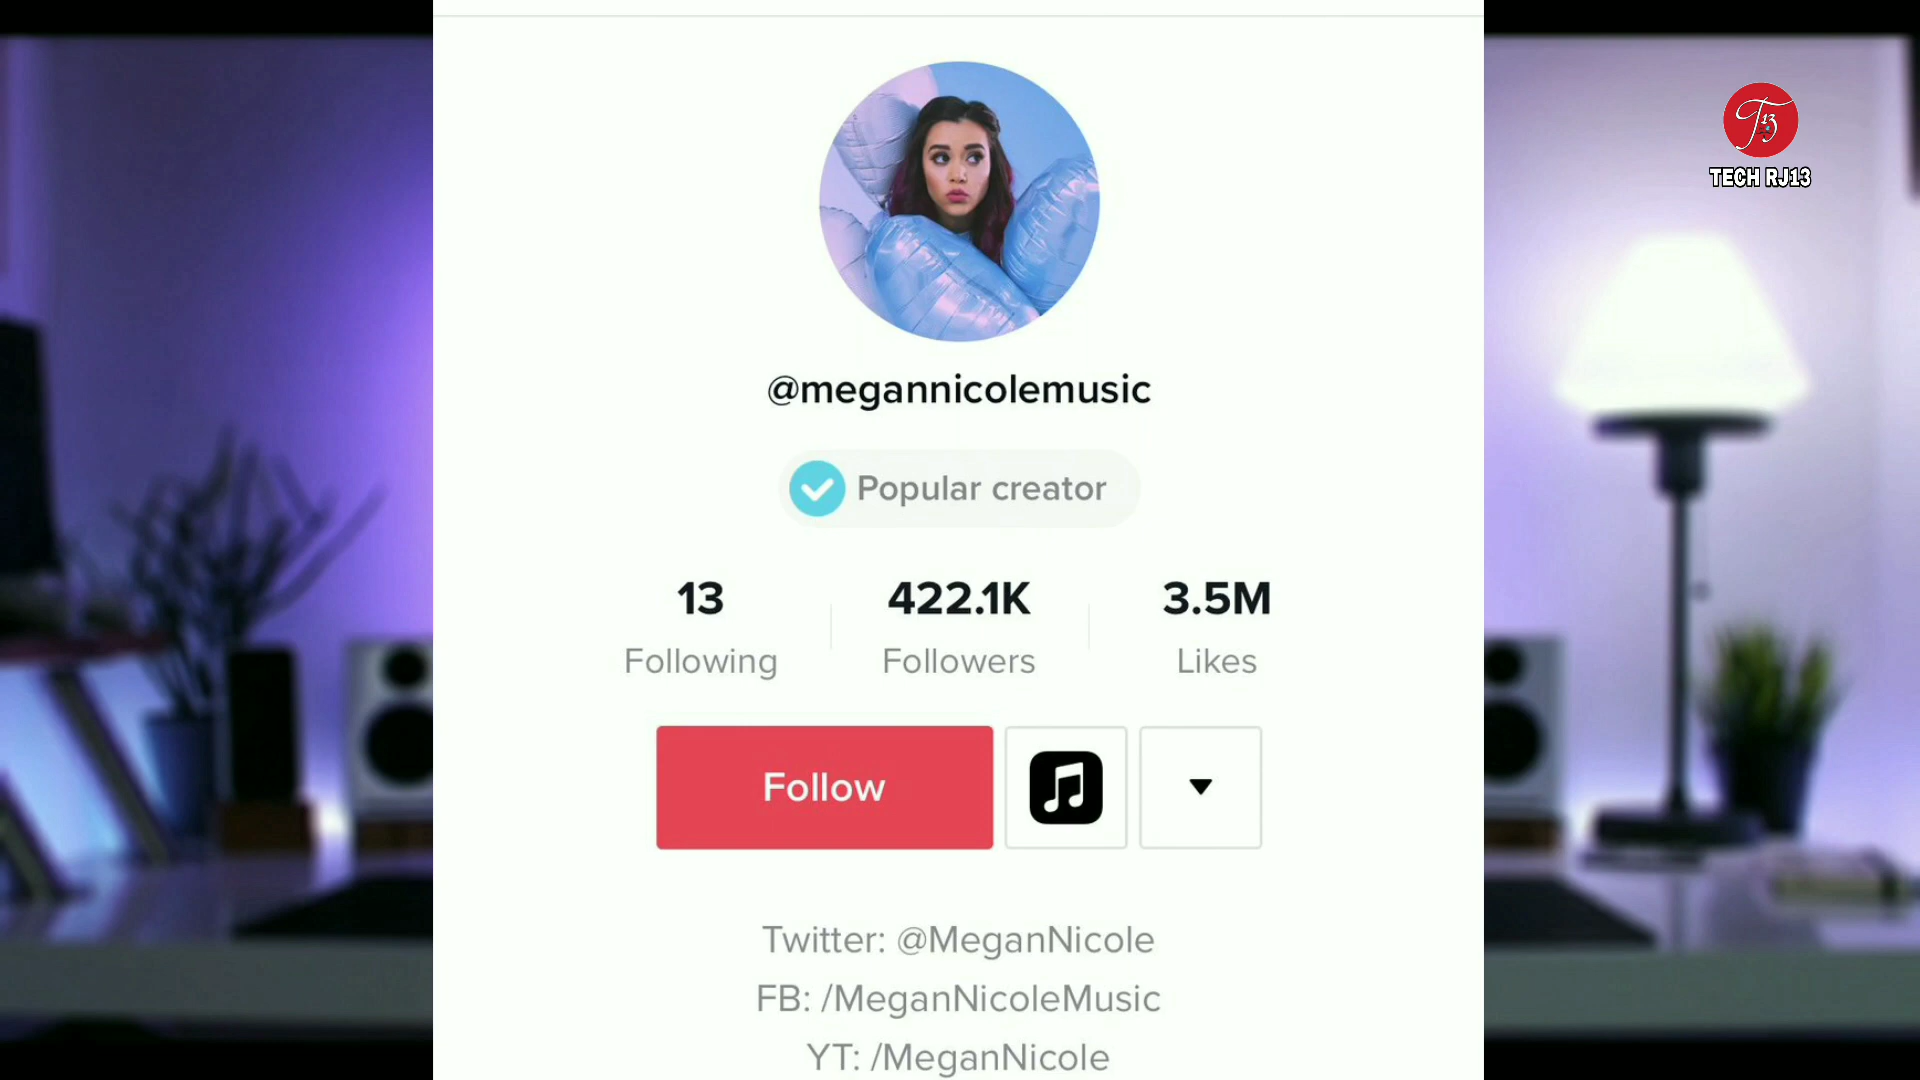 T13
TECH RJ13
@megannicolemusic
Popular creator
13
Following
422.1K
Followers
3.5M
Likes
Follow
Twitter: @MeganNicole
FB: /MeganNicoleMusic
YT: /MeganNicole